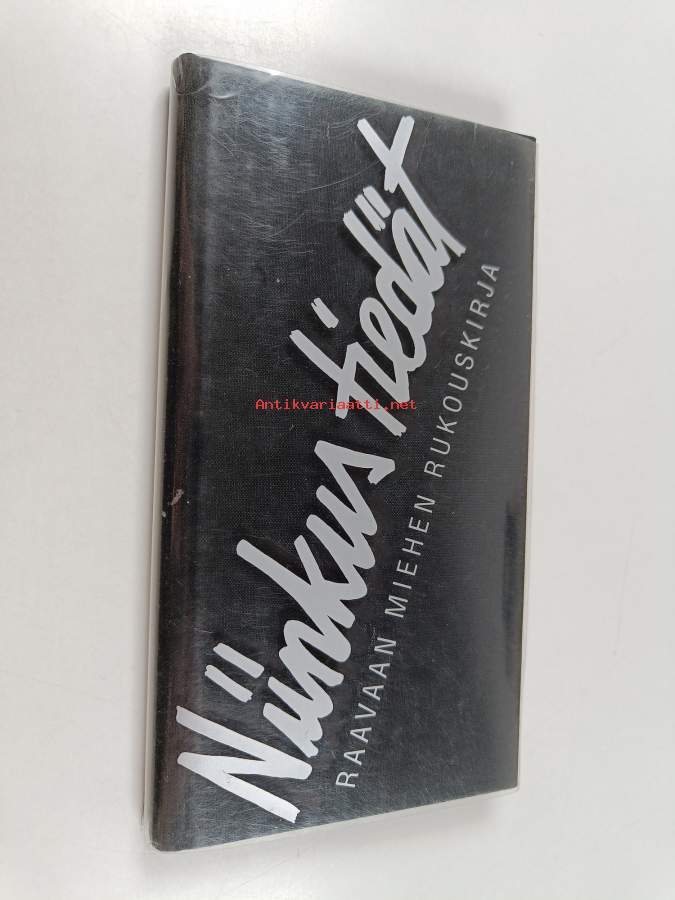 Niinkus tiedät
RAAVAAN MIEHEN RUKOUSKIRJA
Antikvariaatti.net